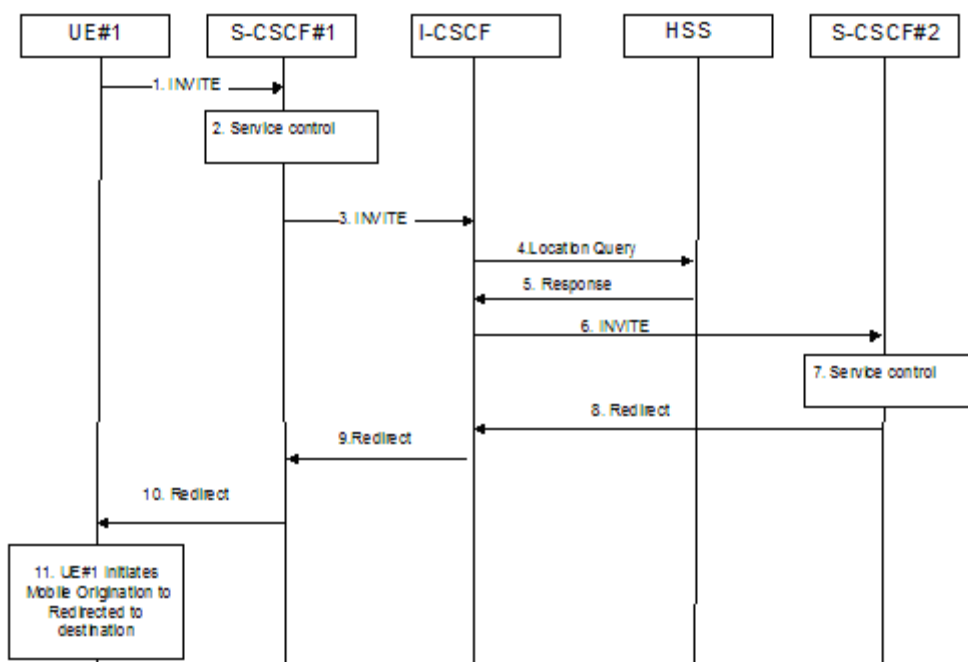 UE#1
S-CSCF#1
I-CSCF
HSS
S-CSCF#2
1. INVITE
2. Service control
3. INVITE
4.Location Query
5. Response
6. INVITE
7. Service control
8. Redirect
9.Redirect
10. Redirect
11. UE#1 Initiates
Mobile Origination to
Redirected to
destination